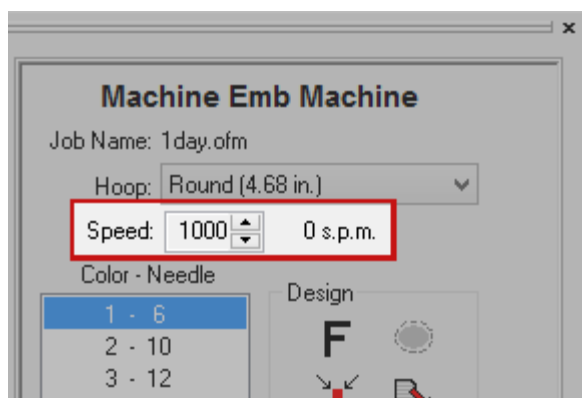 Machine Emb Machine
Job Name: 1day.ofm
Hoop: Round (4.68 in.)
Speed: 1000 0 s.p.m.
Color - Needle
Design
1 - 6
F
2 - 10
3 - 12